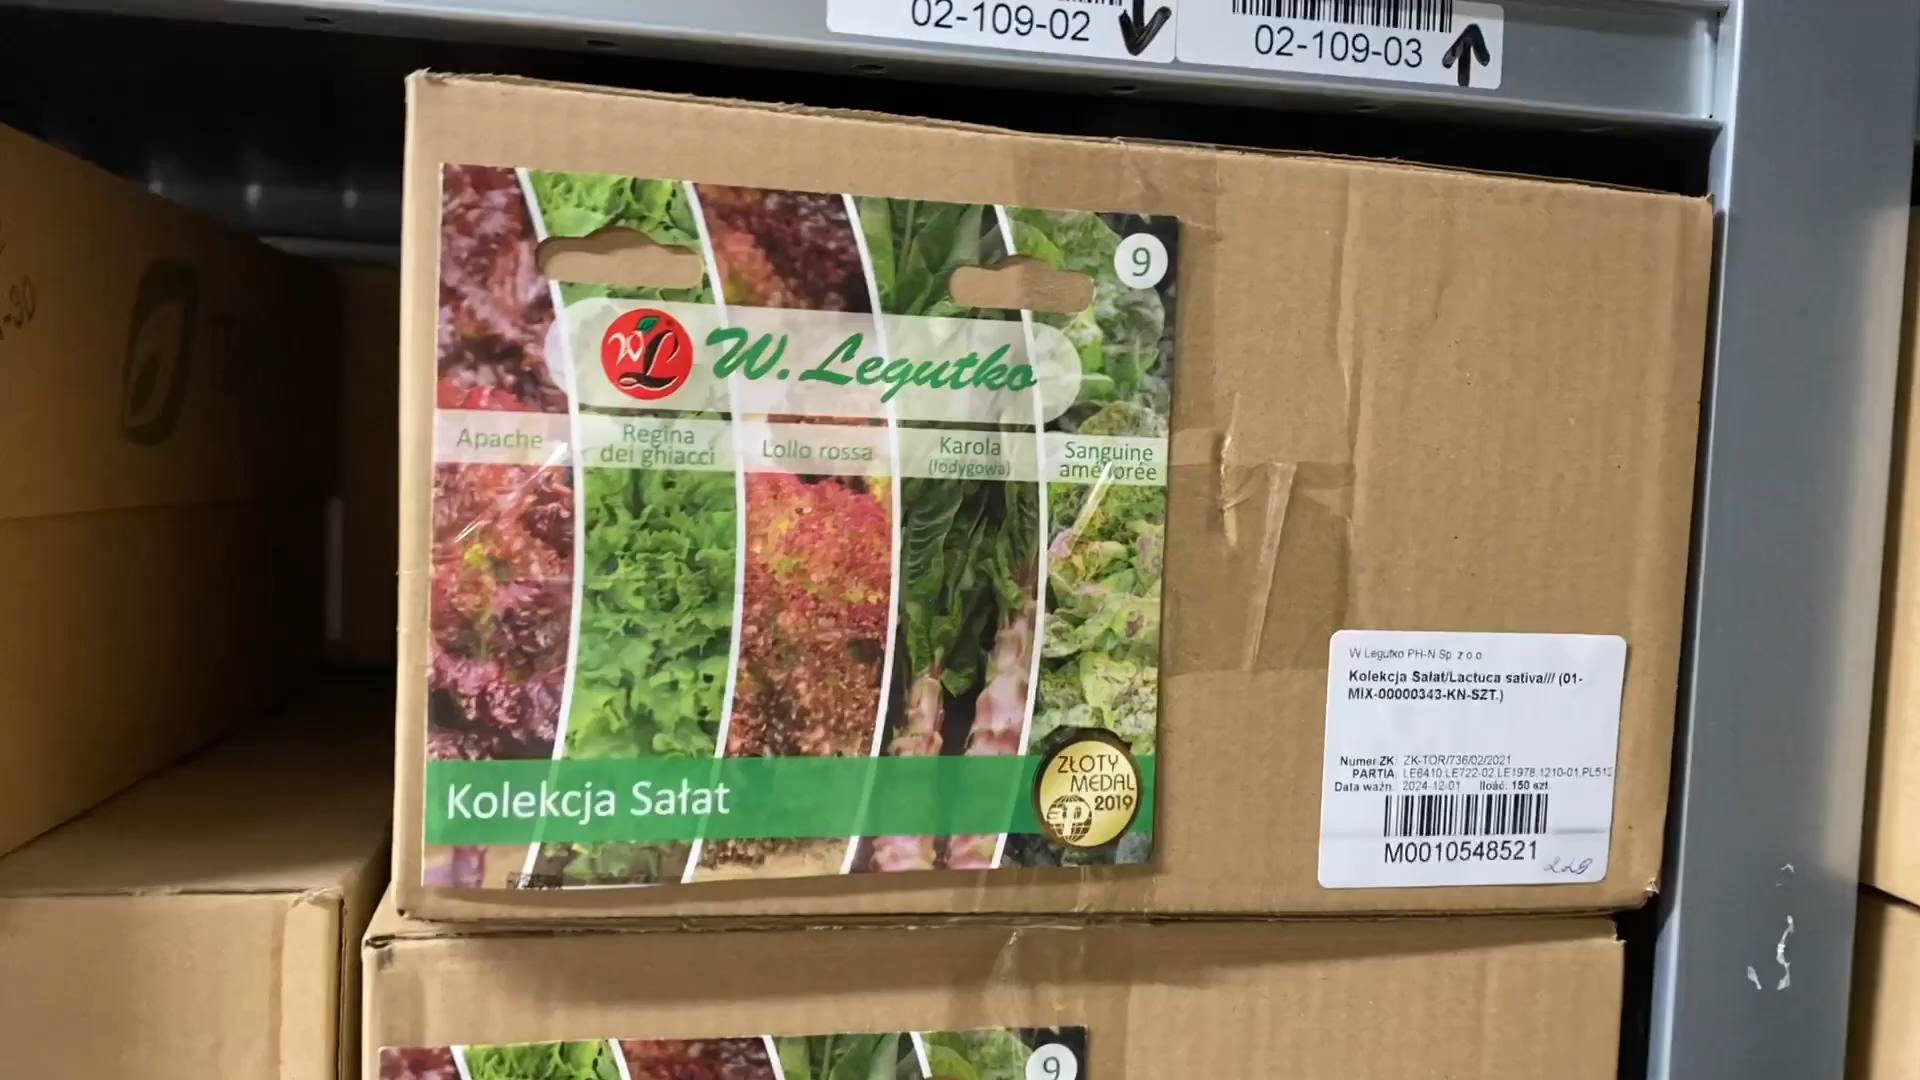 02-109-02
02-109-03
9
W. Legutko
Apache
Regina
dei ghiacci
Lollo rossa
Karola
(łodygowa)
Sanguine
améliorée
Kolekcja Sałat
ZŁOTY
MEDAL
2019
W Legutko PH-N Sp. z o o
Kolekcja Sałat/Lactuca sativa/// (01-
MIX-00000343-KN-SZT.)
Numer ZK: ZK-TOR/736/02/2021
PARTIA: LE6410,LE722-02,LE1978,1210-01,PL512
Data ważn.: 2024-12-01 Ilość: 150 szt.
M0010548521
9